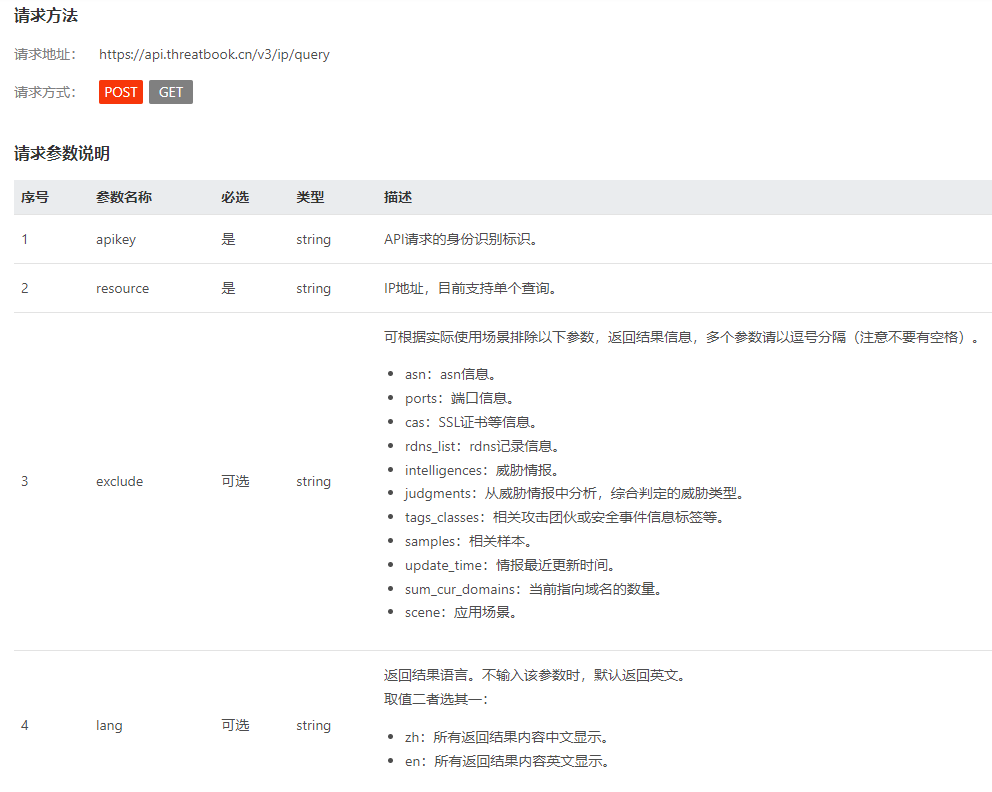 请求方法
请求地址： https://api.threatbook.cn/v3/ip/query
请求方式： POST GET
请求参数说明
序号 参数名称 必选 类型 描述
1 apikey 是 string API请求的身份识别标识。
2 resource 是 string IP地址，目前支持单个查询。
可根据实际使用场景排除以下参数，返回结果信息，多个参数请以逗号分隔（注意不要有空格）。
asn：asn信息。
ports：端口信息。
cas：SSL证书等信息。
rdns_list：rdns记录信息。
intelligences：威胁情报。
3 exclude 可选 string
judgments：从威胁情报中分析，综合判定的威胁类型。
tags_classes：相关攻击团伙或安全事件信息标签等。
samples：相关样本。
update_time：情报最近更新时间。
sum_cur_domains：当前指向域名的数量。
scene：应用场景。
返回结果语言。不输入该参数时，默认返回英文。
取值二者选其一：
4 lang 可选 string
zh：所有返回结果内容中文显示。
en：所有返回结果内容英文显示。